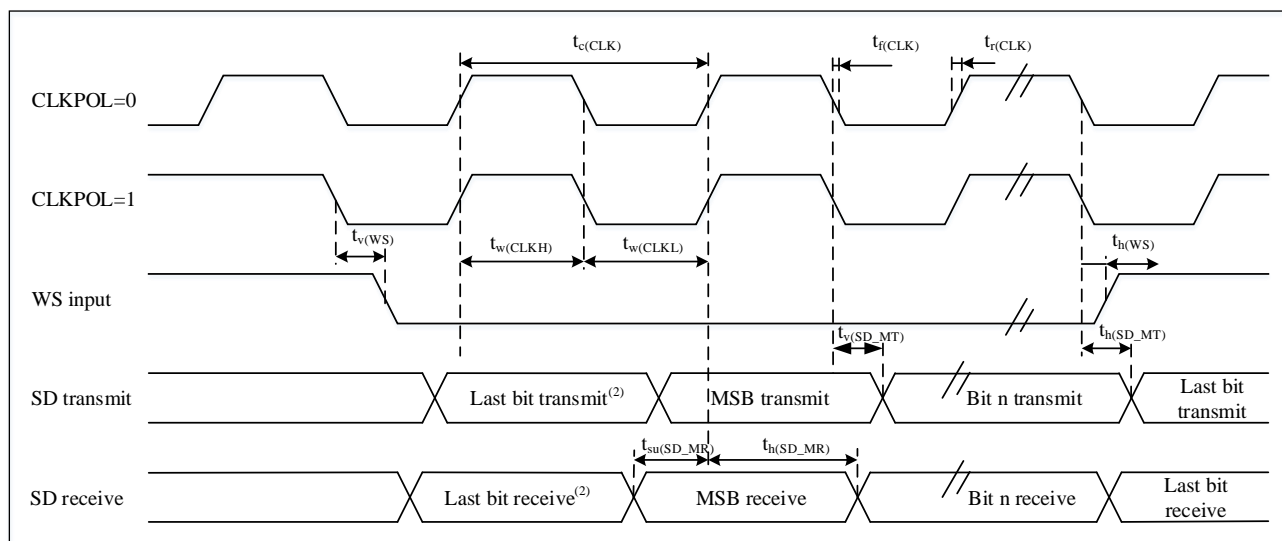 t_c(CLK)
t_f(CLK)
t_r(CLK)
CLKPOL=0
CLKPOL=1
t_v(WS)
t_w(CLKH)
t_w(CLKL)
t_h(WS)
WS input
t_v(SD_MT)
t_h(SD_MT)
SD transmit
Last bit transmit(2)
MSB transmit
Bit n transmit
Last bit
transmit
t_su(SD_MR)
t_h(SD_MR)
SD receive
Last bit receive(2)
MSB receive
Bit n receive
Last bit
receive